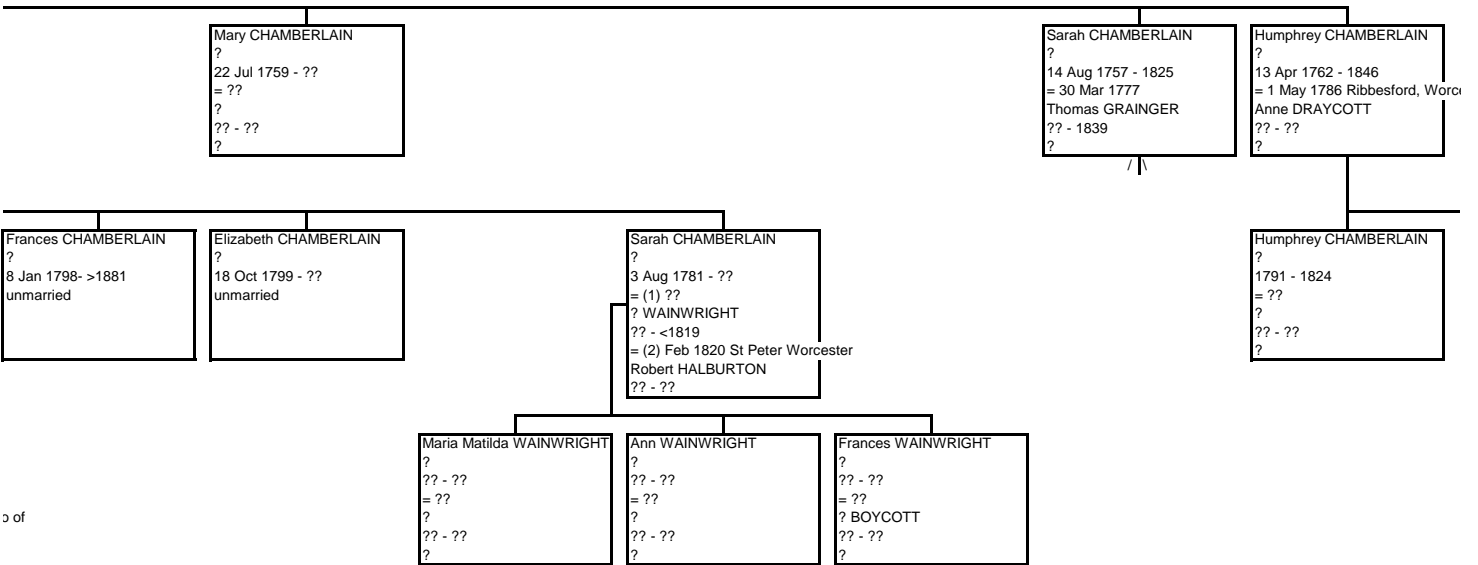 Mary CHAMBERLAIN
?
22 Jul 1759 - ??
= ??
?
?? - ??
?
Sarah CHAMBERLAIN
?
14 Aug 1757 - 1825
= 30 Mar 1777
Thomas GRAINGER
?? - 1839
?
/ \
Humphrey CHAMBERLAIN
?
13 Apr 1762 - 1846
= 1 May 1786 Ribbesford, Worce
Anne DRAYCOTT
?? - ??
?
Frances CHAMBERLAIN
?
8 Jan 1798- >1881
unmarried
Elizabeth CHAMBERLAIN
?
18 Oct 1799 - ??
unmarried
Sarah CHAMBERLAIN
?
3 Aug 1781 - ??
= (1) ??
? WAINWRIGHT
?? - <1819
= (2) Feb 1820 St Peter Worcester
Robert HALBURTON
?? - ??
Humphrey CHAMBERLAIN
?
1791 - 1824
= ??
?
?? - ??
?
Maria Matilda WAINWRIGHT
?
?? - ??
= ??
?
?? - ??
?
Ann WAINWRIGHT
?
?? - ??
= ??
?
?? - ??
?
Frances WAINWRIGHT
?
?? - ??
= ??
? BOYCOTT
?? - ??
?
of